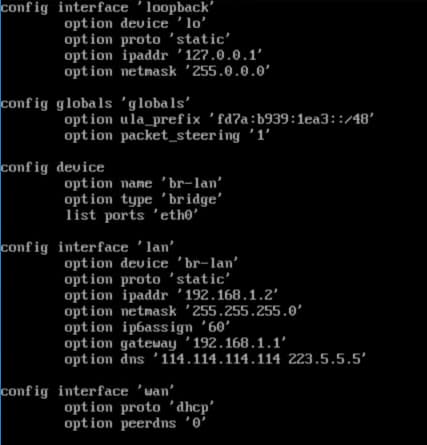 config interface 'loopback'
option device 'lo'
option proto 'static'
option ipaddr '127.0.0.1'
option netmask '255.0.0.0'
config globals 'globals'
option ula_prefix 'fd7a:b939:1ea3::/48'
option packet_steering '1'
config device
option name 'br-lan'
option type 'bridge'
list ports 'eth0'
config interface 'lan'
option device 'br-lan'
option proto 'static'
option ipaddr '192.168.1.2'
option netmask '255.255.255.0'
option ip6assign '60'
option gateway '192.168.1.1'
option dns '114.114.114.114 223.5.5.5'
config interface 'wan'
option proto 'dhcp'
option peerdns '0'